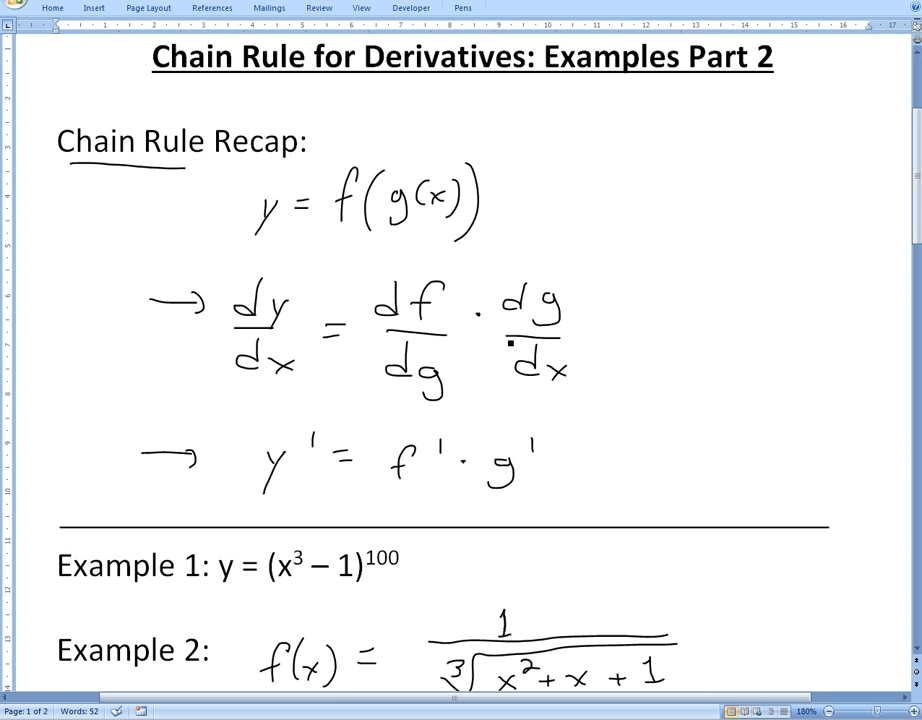 Home Insert Page Layout References Mailings Review View Developer Pens
Chain Rule for Derivatives: Examples Part 2
Chain Rule Recap:
y = f(g(x))
→ dy/dx = df/dg · dg/dx
→ y' = f' · g'
Example 1: y = (x³ – 1)¹⁰⁰
Example 2: f(x) = 1/∛(x² + x + 1)
Page: 1 of 2 Words: 52 180%